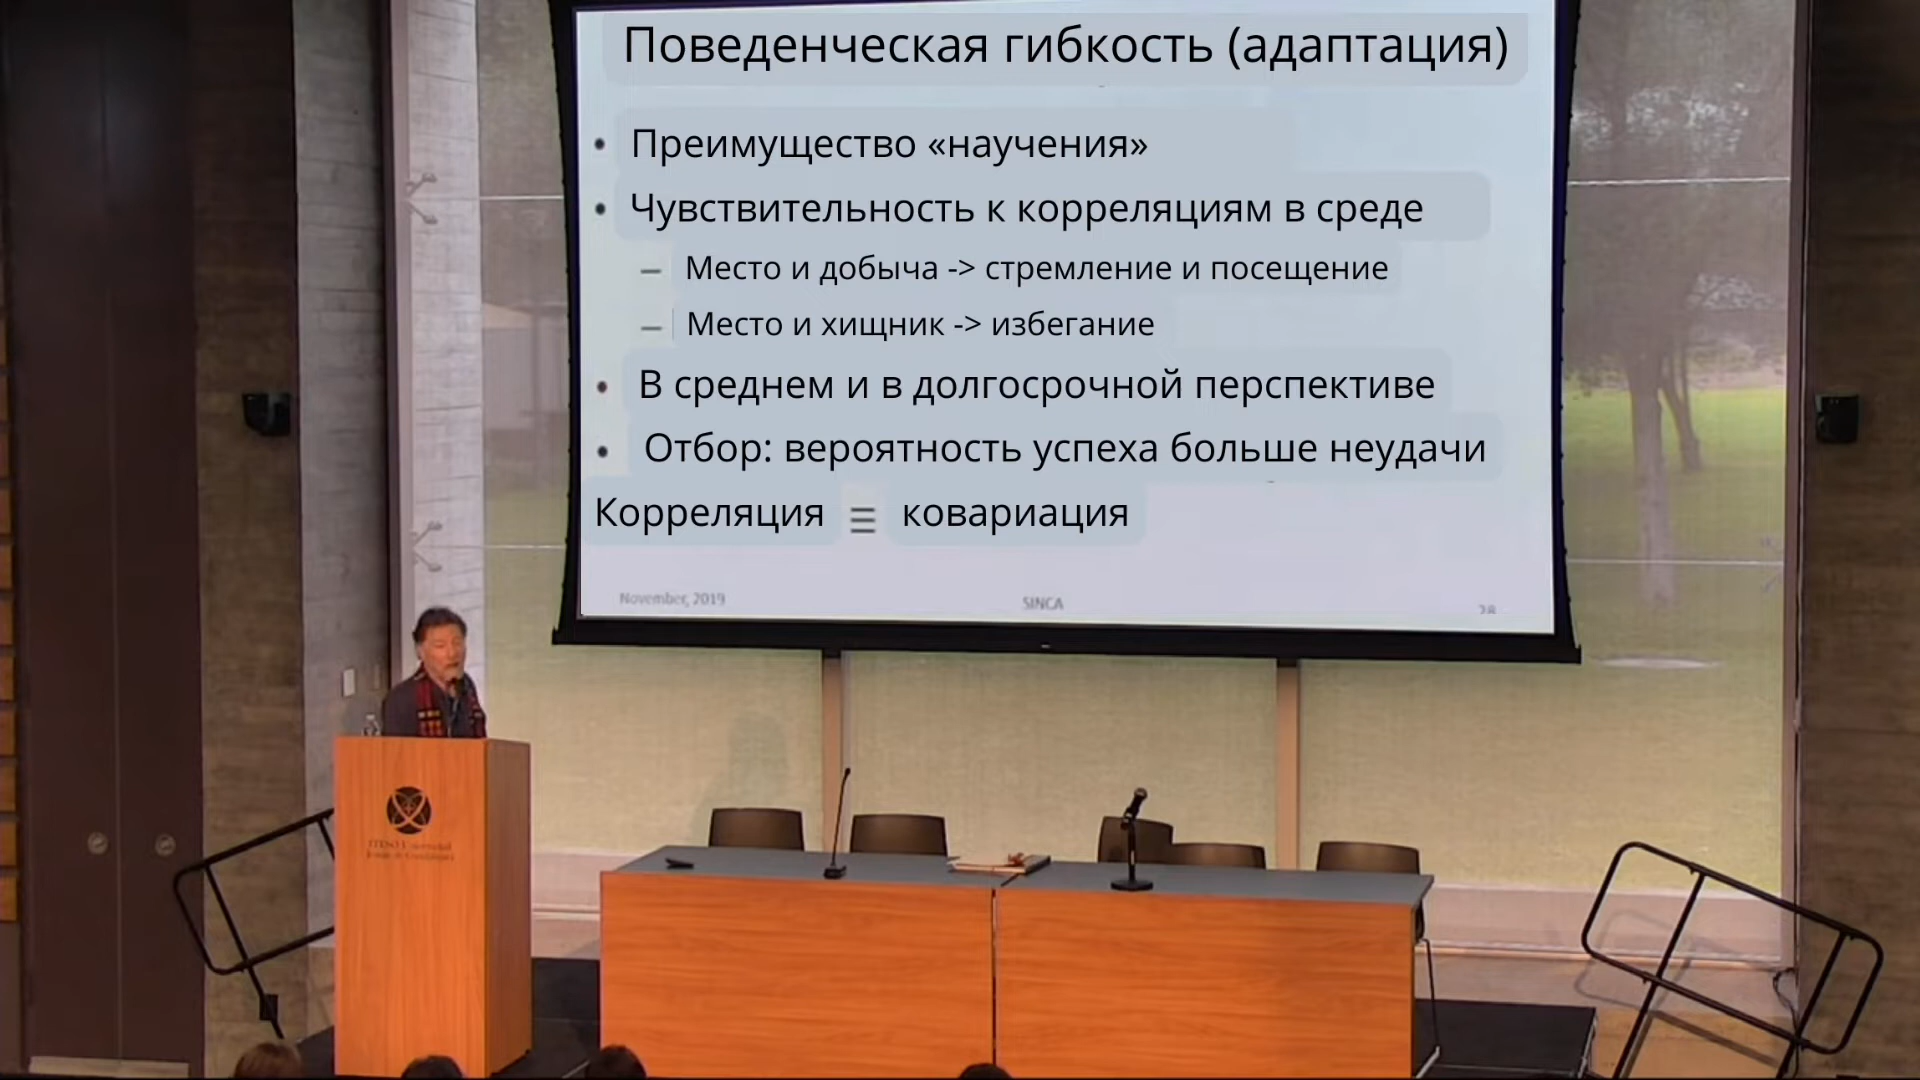 Поведенческая гибкость (адаптация)
• Преимущество «научения»
• Чувствительность к корреляциям в среде
– Место и добыча -> стремление и посещение
– Место и хищник -> избегание
• В среднем и в долгосрочной перспективе
• Отбор: вероятность успеха больше неудачи
Корреляция ≡ ковариация
November, 2019
SINCA
28